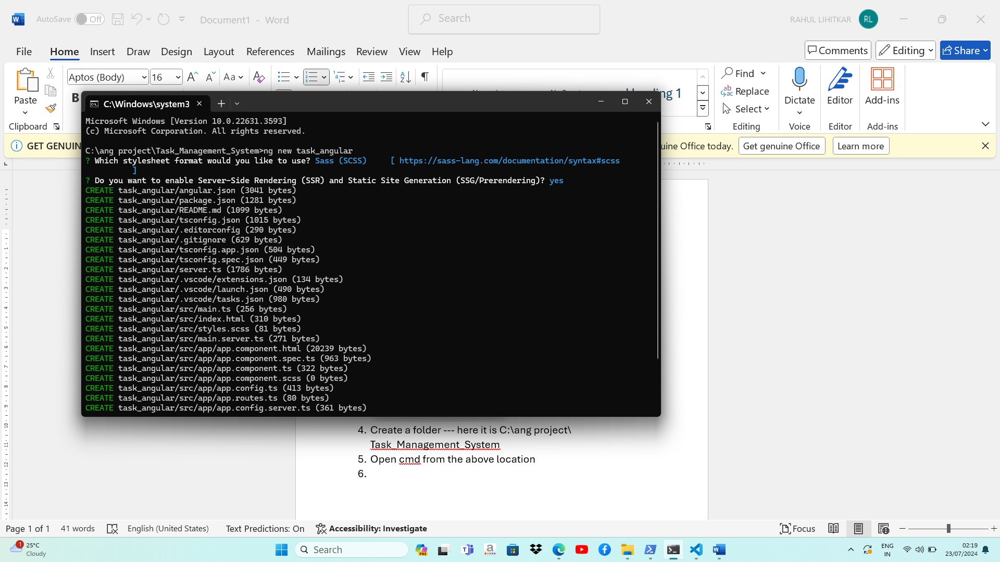 AutoSave Off Document1 - Word Search RAHUL LIHITKAR RL
File Home Insert Draw Design Layout References Mailings Review View Help Comments Editing Share
Aptos (Body) 16 A A Aa A
Paste
B
Clipboard
Heading 1
Find
Replace
Select
Editing
Dictate
Voice
Editor
Editor
Add-ins
Add-ins
GET GENUIN uine Office today. Get genuine Office Learn more
C:\Windows\system3
Microsoft Windows [Version 10.0.22631.3593]
(c) Microsoft Corporation. All rights reserved.
C:\ang project\Task_Management_System>ng new task_angular
? Which stylesheet format would you like to use? Sass (SCSS) [ https://sass-lang.com/documentation/syntax#scss
]
? Do you want to enable Server-Side Rendering (SSR) and Static Site Generation (SSG/Prerendering)? yes
CREATE task_angular/angular.json (3041 bytes)
CREATE task_angular/package.json (1281 bytes)
CREATE task_angular/README.md (1099 bytes)
CREATE task_angular/tsconfig.json (1015 bytes)
CREATE task_angular/.editorconfig (290 bytes)
CREATE task_angular/.gitignore (629 bytes)
CREATE task_angular/tsconfig.app.json (504 bytes)
CREATE task_angular/tsconfig.spec.json (449 bytes)
CREATE task_angular/server.ts (1786 bytes)
CREATE task_angular/.vscode/extensions.json (134 bytes)
CREATE task_angular/.vscode/launch.json (490 bytes)
CREATE task_angular/.vscode/tasks.json (980 bytes)
CREATE task_angular/src/main.ts (256 bytes)
CREATE task_angular/src/index.html (310 bytes)
CREATE task_angular/src/styles.scss (81 bytes)
CREATE task_angular/src/main.server.ts (271 bytes)
CREATE task_angular/src/app/app.component.html (20239 bytes)
CREATE task_angular/src/app/app.component.spec.ts (963 bytes)
CREATE task_angular/src/app/app.component.ts (322 bytes)
CREATE task_angular/src/app/app.component.scss (0 bytes)
CREATE task_angular/src/app/app.config.ts (413 bytes)
CREATE task_angular/src/app/app.routes.ts (80 bytes)
CREATE task_angular/src/app/app.config.server.ts (361 bytes)
4. Create a folder --- here it is C:\ang project\
Task_Management_System
5. Open cmd from the above location
6.
Page 1 of 1 41 words English (United States) Text Predictions: On Accessibility: Investigate Focus
1 25°C
Cloudy
Search
PRE
ENG
IN
02:19
23/07/2024